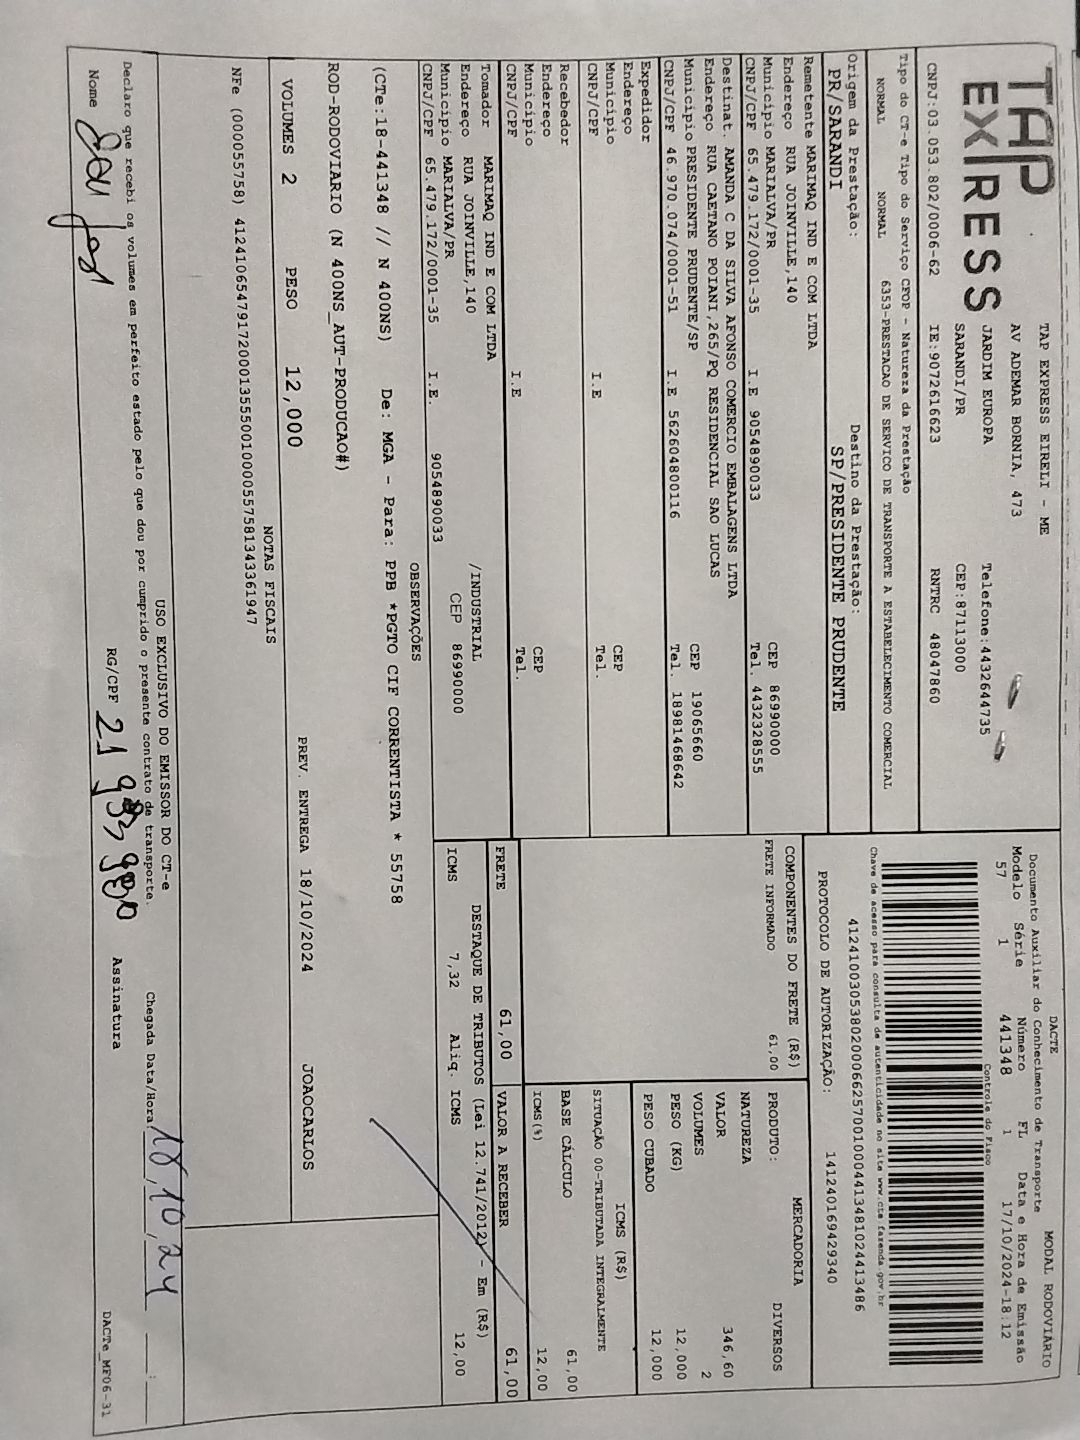 TAP
EXPRESS
TAP EXPRESS EIRELI - ME
AV ADEMAR BORNIA, 473
JARDIM EUROPA
Telefone:4432644735
SARANDI/PR
CEP:87113000
CNPJ:03.053.802/0006-62
IE:9072616623
RNTRC 48047860
Tipo do CT-e Tipo do Serviço CFOP - Natureza da Prestação
NORMAL NORMAL 6353-PRESTACAO DE SERVICO DE TRANSPORTE A ESTABELECIMENTO COMERCIAL
Origem da Prestação:
PR/SARANDI
Destino da Prestação:
SP/PRESIDENTE PRUDENTE
Remetente MARIMAQ IND E COM LTDA
Endereço RUA JOINVILLE,140
Município MARIALVA/PR CEP 86990000
CNPJ/CPF 65.479.172/0001-35 I.E 9054890033 Tel. 4432328555
Destinat. AMANDA C DA SILVA AFONSO COMERCIO EMBALAGENS LTDA
Endereço RUA CAETANO POIANI,265/PQ RESIDENCIAL SAO LUCAS
Município PRESIDENTE PRUDENTE/SP CEP 19065660
CNPJ/CPF 46.970.074/0001-51 I.E 562604800116 Tel. 18981468642
Expedidor
Endereço
Município CEP
CNPJ/CPF I.E Tel.
Recebedor
Endereço
Município CEP
CNPJ/CPF I.E Tel.
Tomador MARIMAQ IND E COM LTDA
Endereço RUA JOINVILLE,140 /INDUSTRIAL
Município MARIALVA/PR CEP 86990000
CNPJ/CPF 65.479.172/0001-35 I.E. 9054890033
DACTE MODAL RODOVIÁRIO
Documento Auxiliar do Conhecimento de Transporte
Modelo Série Número FL Data e Hora de Emissão
57 1 441348 1 17/10/2024-18:12
Controle do Fisco
Chave de acesso para consulta de autenticidade no site www.cte.fazenda.gov.br
PROTOCOLO DE AUTORIZAÇÃO: 141240169429340
COMPONENTES DO FRETE (R$)
FRETE INFORMADO 61,00
PRODUTO: MERCADORIA
NATUREZA DIVERSOS
VALOR 346,60
VOLUMES 2
PESO (KG) 12,000
PESO CUBADO 12,000
ICMS (R$)
SITUAÇÃO 00-TRIBUTADA INTEGRALMENTE
BASE CÁLCULO 61,00
ICMS(%) 12,00
FRETE 61,00 VALOR A RECEBER 61,00
DESTAQUE DE TRIBUTOS (Lei 12.741/2012) - Em (R$)
ICMS 7,32 Aliq. ICMS 12,00
OBSERVAÇÕES
(CTe:18-441348 // N 400NS) De: MGA - Para: PPB *PGTO CIF CORRENTISTA * 55758
ROD-RODOVIARIO (N 400NS_AUT-PRODUCAO#)
VOLUMES 2 PESO 12,000 PREV. ENTREGA 18/10/2024 JOAOCARLOS
NOTAS FISCAIS
NFe (000055758) 41241065479172000135550010000557581343361947
USO EXCLUSIVO DO EMISSOR DO CT-e
Declaro que recebi os volumes em perfeito estado pelo que dou por cumprido o presente contrato de transporte.
Chegada Data/Hora 18/10/24
Nome
RG/CPF
Assinatura
DACTe_MF06-31